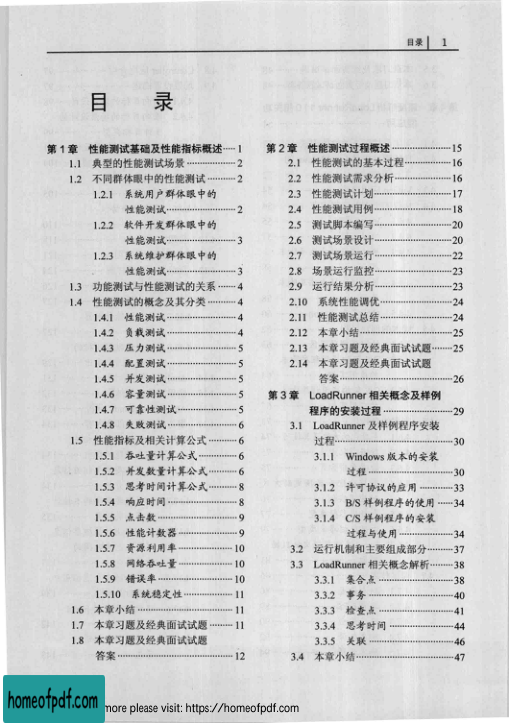 目录 1
目 录
第 1 章 性能测试基础及性能指标概述……1
1.1 典型的性能测试场景……2
1.2 不同群体眼中的性能测试……2
1.2.1 系统用户群体眼中的
性能测试……2
1.2.2 软件开发群体眼中的
性能测试……3
1.2.3 系统维护群体眼中的
性能测试……3
1.3 功能测试与性能测试的关系……4
1.4 性能测试的概念及其分类……4
1.4.1 性能测试……4
1.4.2 负载测试……4
1.4.3 压力测试……5
1.4.4 配置测试……5
1.4.5 并发测试……5
1.4.6 容量测试……5
1.4.7 可靠性测试……5
1.4.8 失败测试……6
1.5 性能指标及相关计算公式……6
1.5.1 吞吐量计算公式……6
1.5.2 并发数量计算公式……6
1.5.3 思考时间计算公式……8
1.5.4 响应时间……8
1.5.5 点击数……9
1.5.6 性能计数器……9
1.5.7 资源利用率……10
1.5.8 网络吞吐量……10
1.5.9 错误率……10
1.5.10 系统稳定性……11
1.6 本章小结……11
1.7 本章习题及经典面试试题……11
1.8 本章习题及经典面试试题
答案……12
第 2 章 性能测试过程概述……15
2.1 性能测试的基本过程……16
2.2 性能测试需求分析……16
2.3 性能测试计划……17
2.4 性能测试用例……18
2.5 测试脚本编写……20
2.6 测试场景设计……20
2.7 测试场景运行……22
2.8 场景运行监控……23
2.9 运行结果分析……23
2.10 系统性能调优……24
2.11 性能测试总结……24
2.12 本章小结……25
2.13 本章习题及经典面试试题……25
2.14 本章习题及经典面试试题
答案……26
第 3 章 LoadRunner 相关概念及样例
程序的安装过程……29
3.1 LoadRunner 及样例程序安装
过程……30
3.1.1 Windows 版本的安装
过程……30
3.1.2 许可协议的应用……33
3.1.3 B/S 样例程序的使用……34
3.1.4 C/S 样例程序的安装
过程与使用……34
3.2 运行机制和主要组成部分……37
3.3 LoadRunner 相关概念解析……38
3.3.1 集合点……38
3.3.2 事务……40
3.3.3 检查点……41
3.3.4 思考时间……44
3.3.5 关联……46
3.4 本章小结……47
homeofpdf.com
more please visit: https://homeofpdf.com